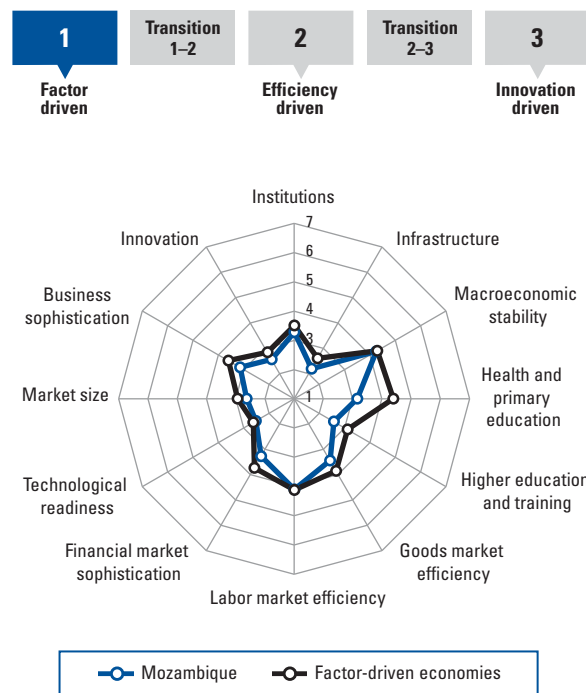 1
Transition
1–2
2
Transition
2–3
3
Factor
driven
Efficiency
driven
Innovation
driven
Institutions
7
6
5
4
3
1
Infrastructure
Macroeconomic
stability
Health and
primary
education
Higher education
and training
Goods market
efficiency
Labor market efficiency
Financial market
sophistication
Technological
readiness
Market size
Business
sophistication
Innovation
Mozambique
Factor-driven economies